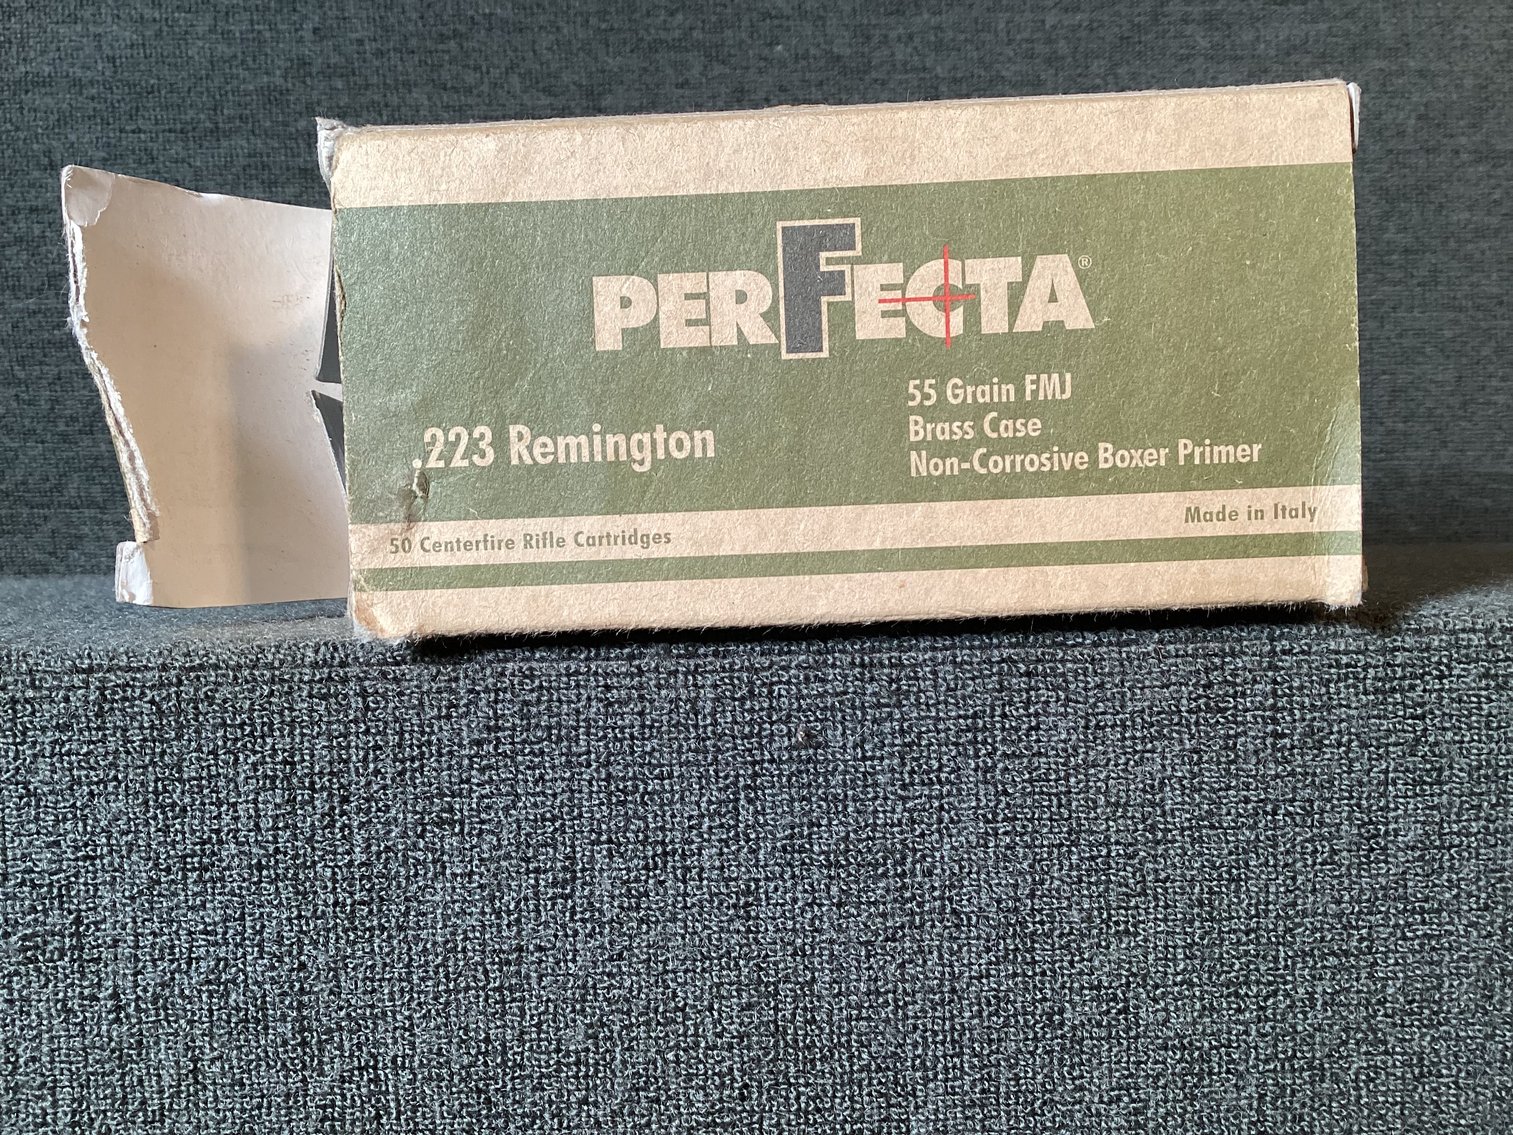 PERFECTA®
.223 Remington
55 Grain FMJ
Brass Case
Non-Corrosive Boxer Primer
50 Centerfire Rifle Cartridges
Made in Italy